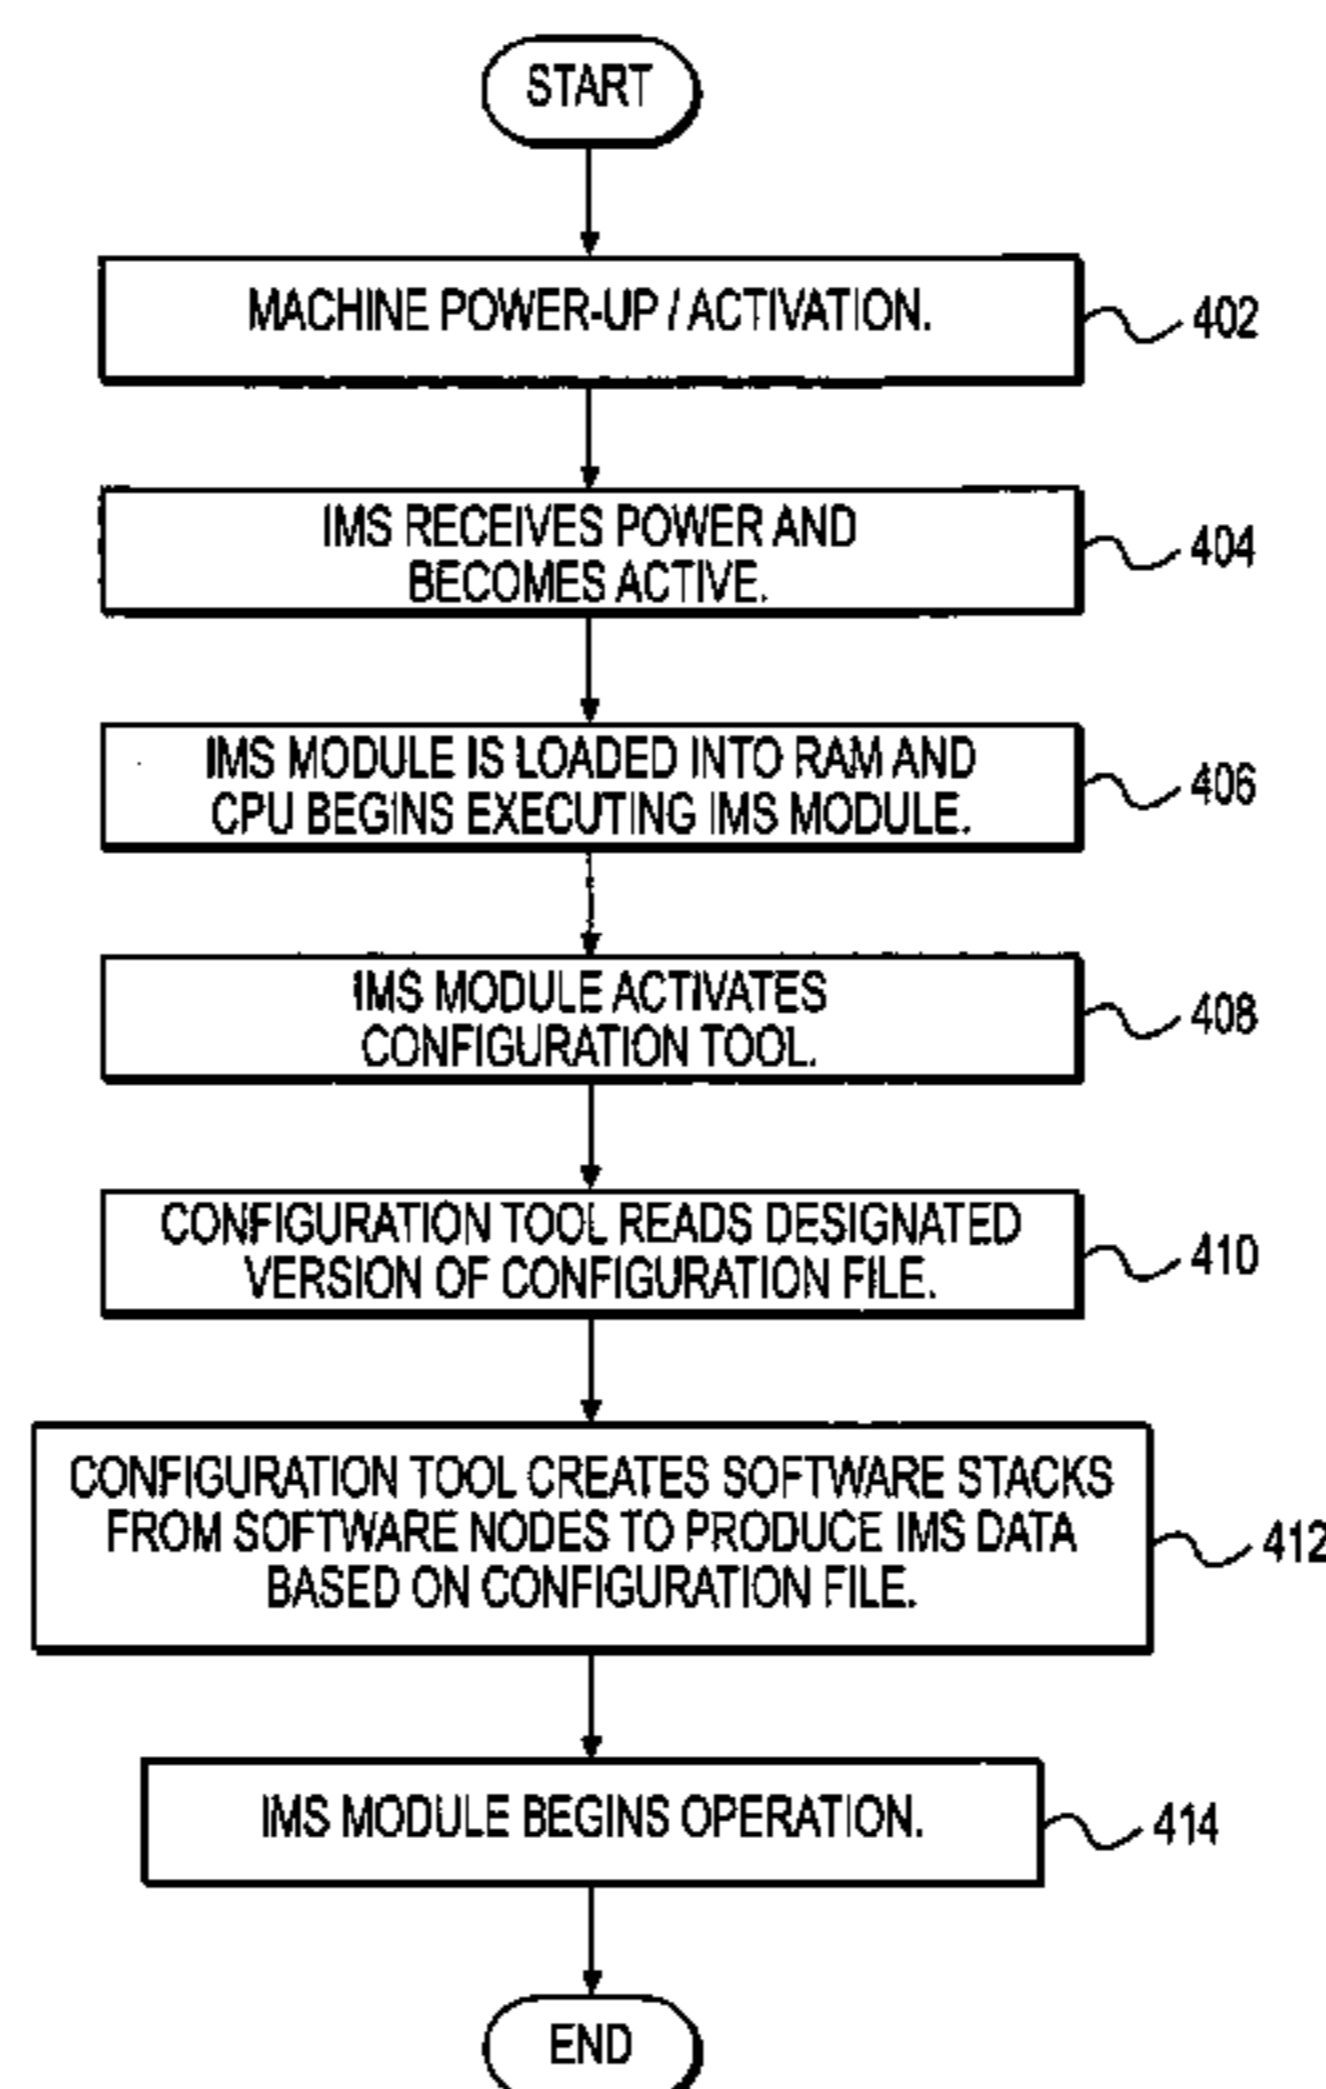 START
MACHINE POWER-UP / ACTIVATION.
402
IMS RECEIVES POWER AND
BECOMES ACTIVE.
404
IMS MODULE IS LOADED INTO RAM AND
CPU BEGINS EXECUTING IMS MODULE.
406
IMS MODULE ACTIVATES
CONFIGURATION TOOL.
408
CONFIGURATION TOOL READS DESIGNATED
VERSION OF CONFIGURATION FILE.
410
CONFIGURATION TOOL CREATES SOFTWARE STACKS
FROM SOFTWARE NODES TO PRODUCE IMS DATA
BASED ON CONFIGURATION FILE.
412
IMS MODULE BEGINS OPERATION.
414
END